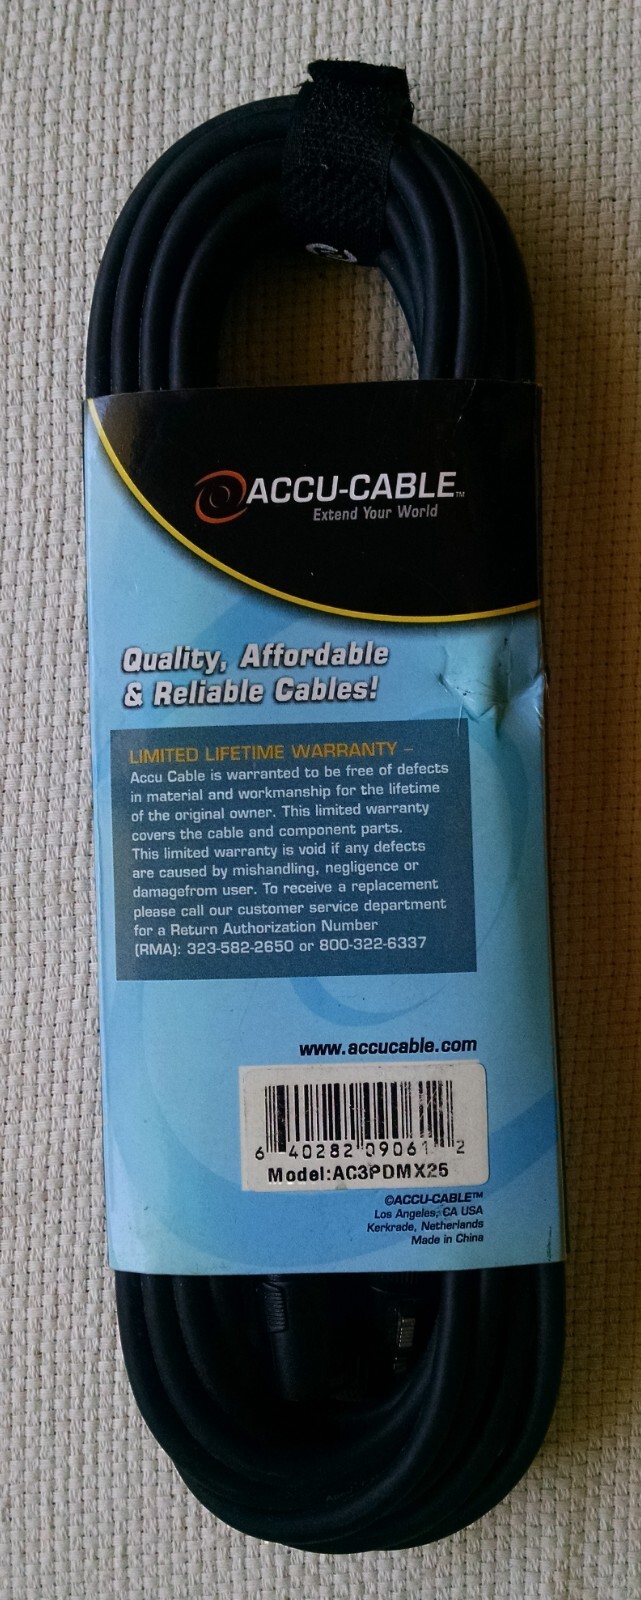 ACCU-CABLE™
Extend Your World
Quality, Affordable
& Reliable Cables!
LIMITED LIFETIME WARRANTY –
Accu Cable is warranted to be free of defects
in material and workmanship for the lifetime
of the original owner. This limited warranty
covers the cable and component parts.
This limited warranty is void if any defects
are caused by mishandling, negligence or
damagefrom user. To receive a replacement
please call our customer service department
for a Return Authorization Number
(RMA): 323-582-2650 or 800-322-6337
www.accucable.com
6 40282 09061 2
Model:AC3PDMX25
©ACCU-CABLE™
Los Angeles, CA USA
Kerkrade, Netherlands
Made in China